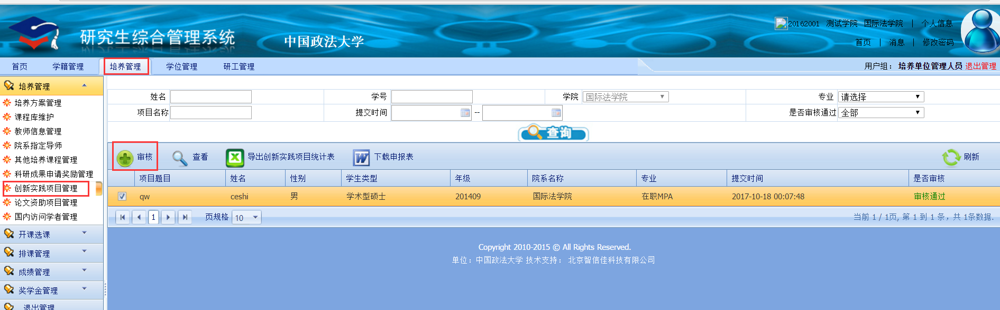 20162001 测试学院 国际法学院 | 个人信息
研究生综合管理系统 中国政法大学
首页 | 消息 | 修改密码
首页 学籍管理 培养管理 学位管理 研工管理
用户组： 培养单位管理人员 退出管理
培养管理
培养方案管理
课程库维护
教师信息管理
院系指定导师
其他培养课程管理
科研成果申请奖励管理
创新实践项目管理
论文资助项目管理
国内访问学者管理
开课选课
排课管理
成绩管理
奖学金管理
退出管理
姓名 学号 学院 国际法学院 专业 请选择
项目名称 提交时间 -- 是否审核通过 全部
查询
审核 查看 导出创新实践项目统计表 下载申报表 刷新
项目题目 姓名 性别 学生类型 年级 院系名称 专业 提交时间 是否审核
qw ceshi 男 学术型硕士 201409 国际法学院 在职MPA 2017-10-18 00:07:48 审核通过
1 页规格 10 当前 1 / 1页, 第 1 到 1 条，共 1条数据.
Copyright 2010-2015 © All Rights Reserved.
单位：中国政法大学 技术支持： 北京智信佳科技有限公司